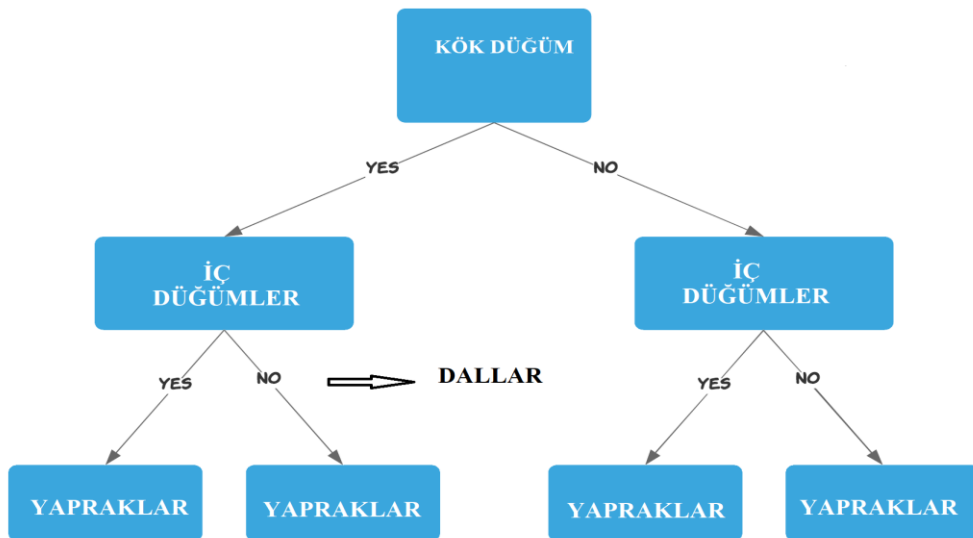 KÖK DÜĞÜM
YES
NO
İÇ
DÜĞÜMLER
İÇ
DÜĞÜMLER
YES
NO
DALLAR
YES
NO
YAPRAKLAR
YAPRAKLAR
YAPRAKLAR
YAPRAKLAR